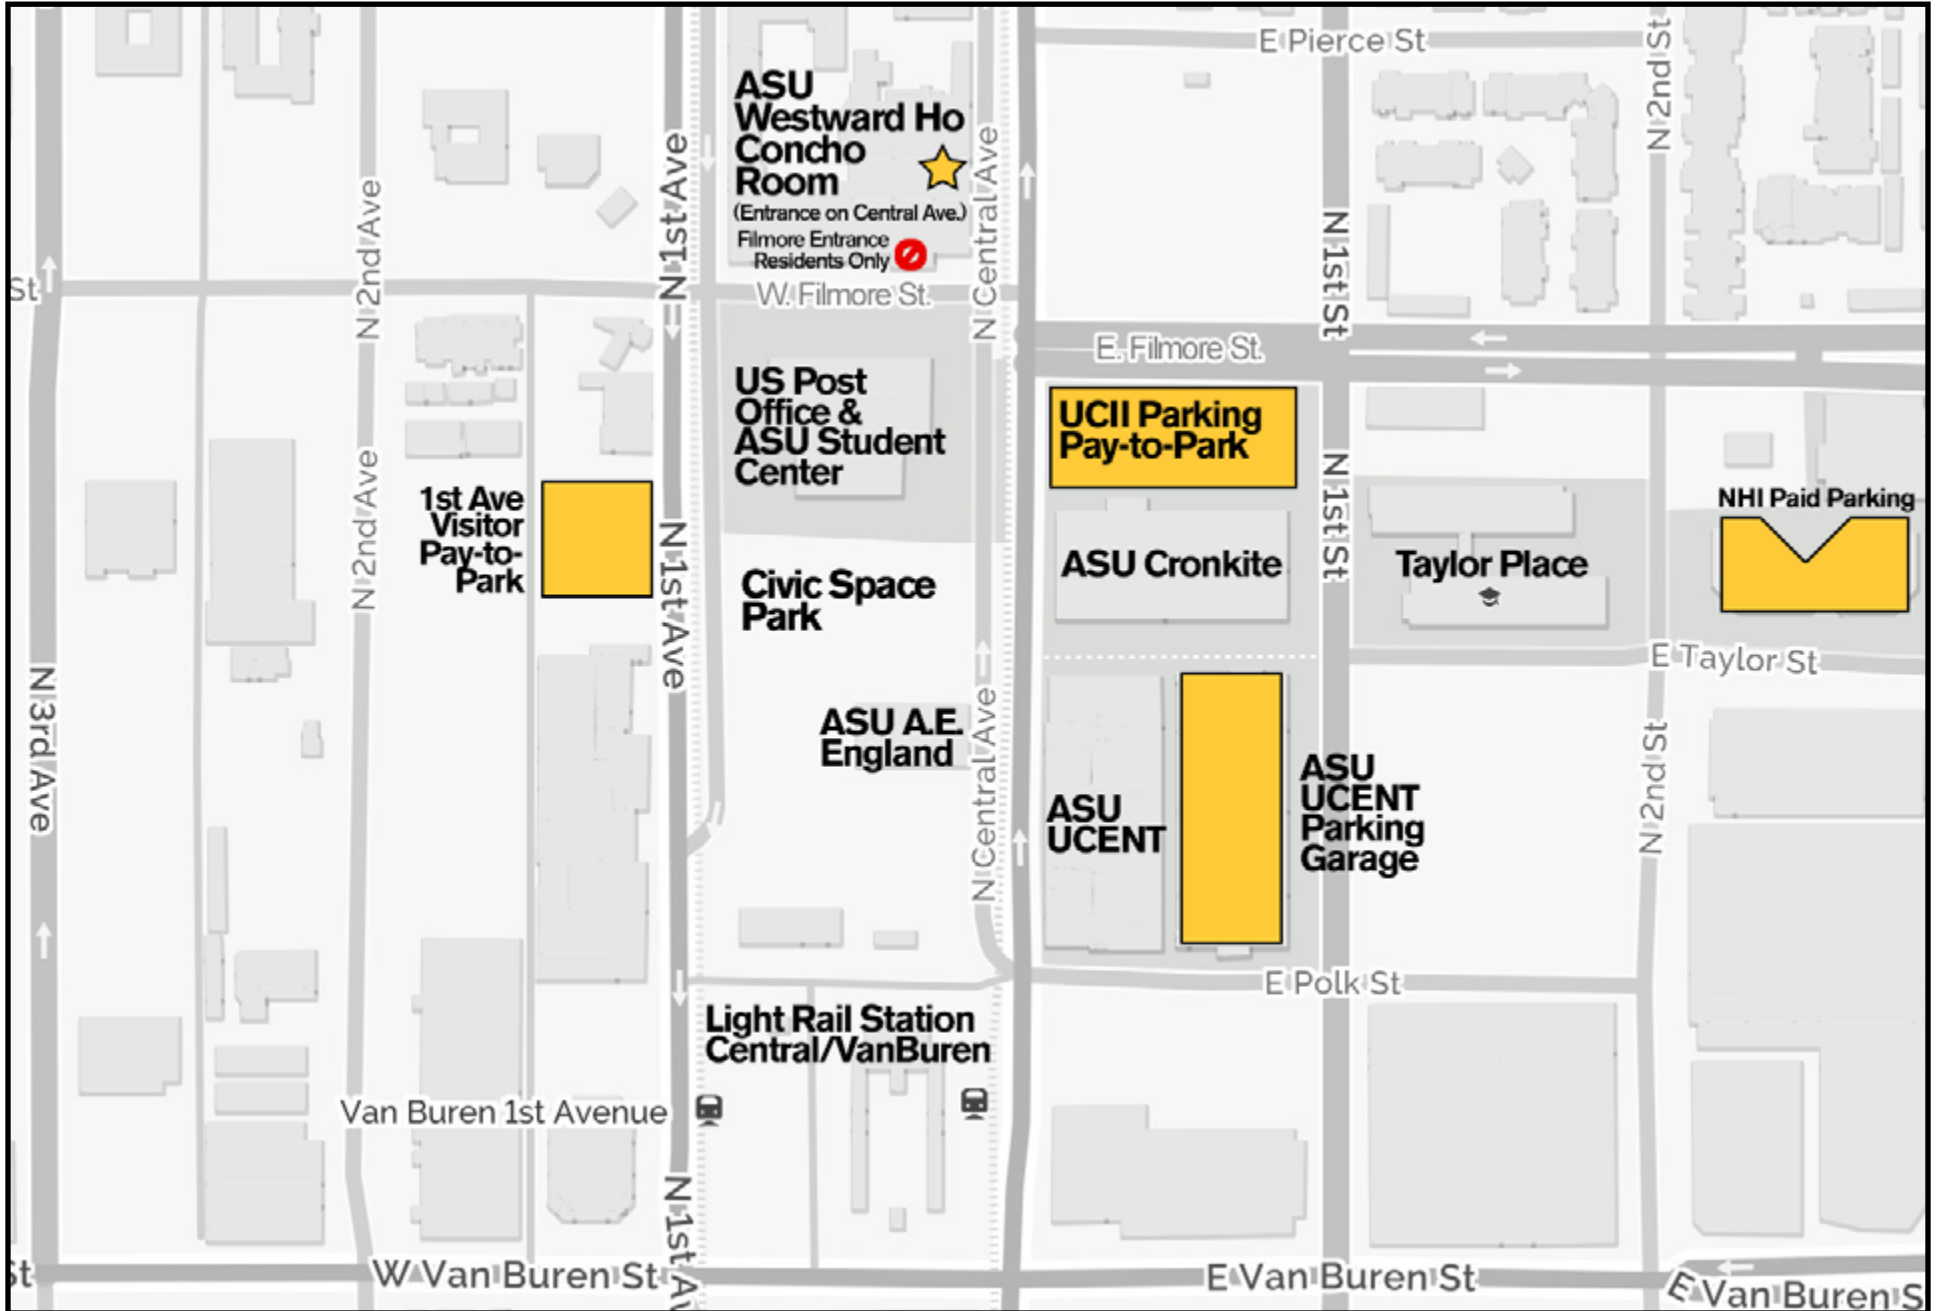 E Pierce St
N 2nd St
ASU
Westward Ho
Concho
Room
(Entrance on Central Ave.)
Filmore Entrance
Residents Only
N 1st Ave
N Central Ave
N 2nd Ave
N 1st St
St
W. Filmore St.
E. Filmore St.
US Post
Office &
ASU Student
Center
UCII Parking
Pay-to-Park
1st Ave
Visitor
Pay-to-
Park
N 2nd Ave
N 1st Ave
N 1st St
NHI Paid Parking
Civic Space
Park
ASU Cronkite
Taylor Place
E Taylor St
N 3rd Ave
ASU A.E.
England
N Central Ave
ASU
UCENT
ASU
UCENT
Parking
Garage
N 2nd St
E Polk St
Light Rail Station
Central/VanBuren
Van Buren 1st Avenue
N 1st Av
St
W Van Buren St
E Van Buren St
E Van Buren S